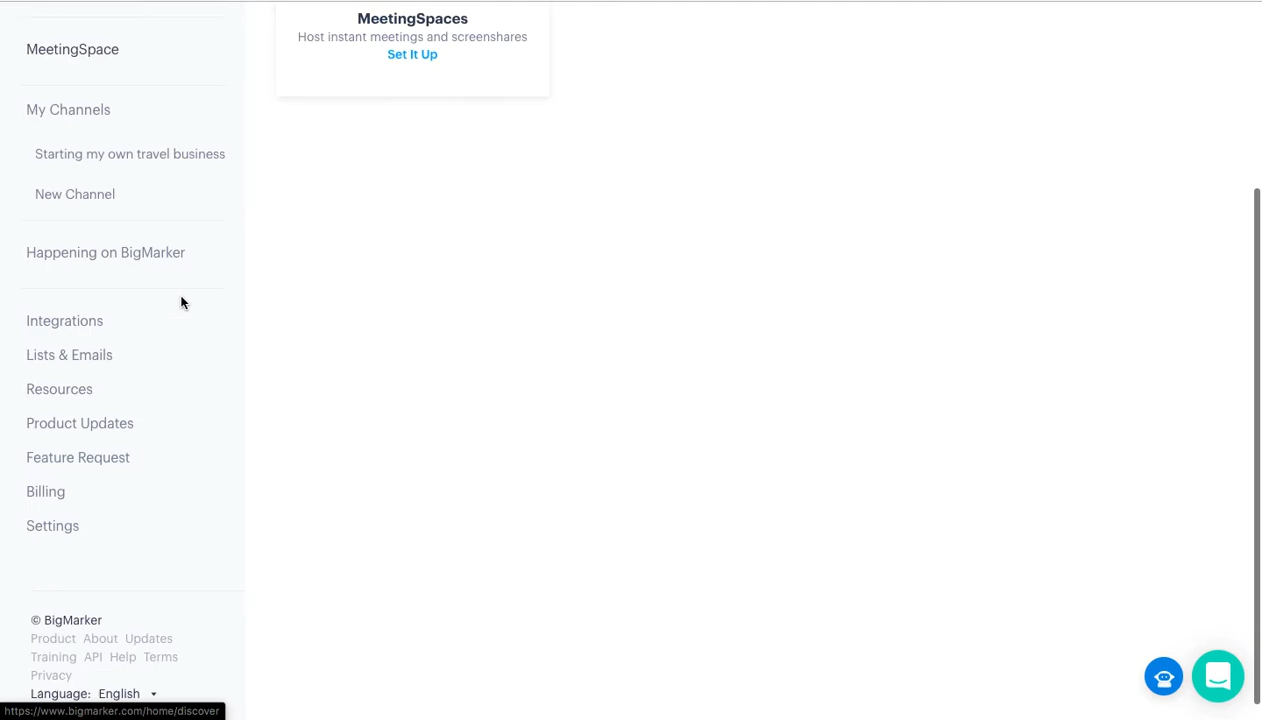 MeetingSpaces
Host instant meetings and screenshares
Set It Up
MeetingSpace
My Channels
Starting my own travel business
New Channel
Happening on BigMarker
Integrations
Lists & Emails
Resources
Product Updates
Feature Request
Billing
Settings
© BigMarker
Product About Updates
Training API Help Terms
Privacy
Language: English
https://www.bigmarker.com/home/discover